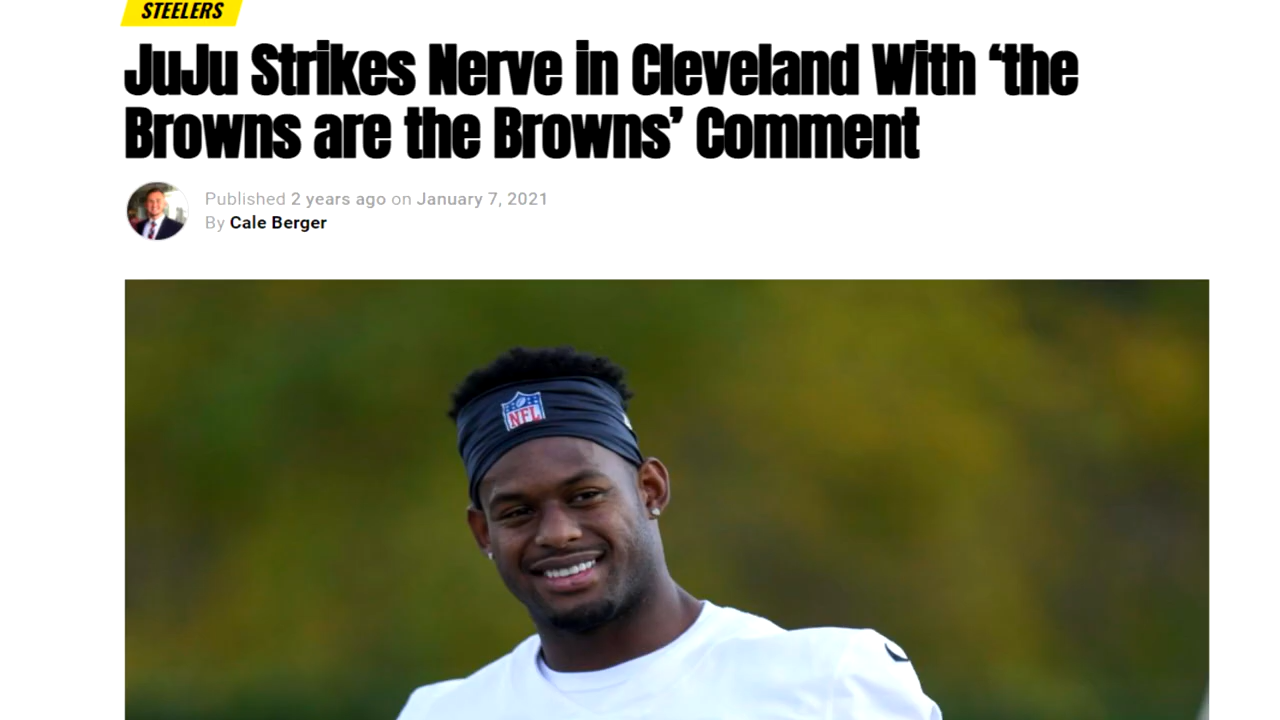 STEELERS
JuJu Strikes Nerve in Cleveland With ‘the
Browns are the Browns’ Comment
Published 2 years ago on January 7, 2021
By Cale Berger
NFL